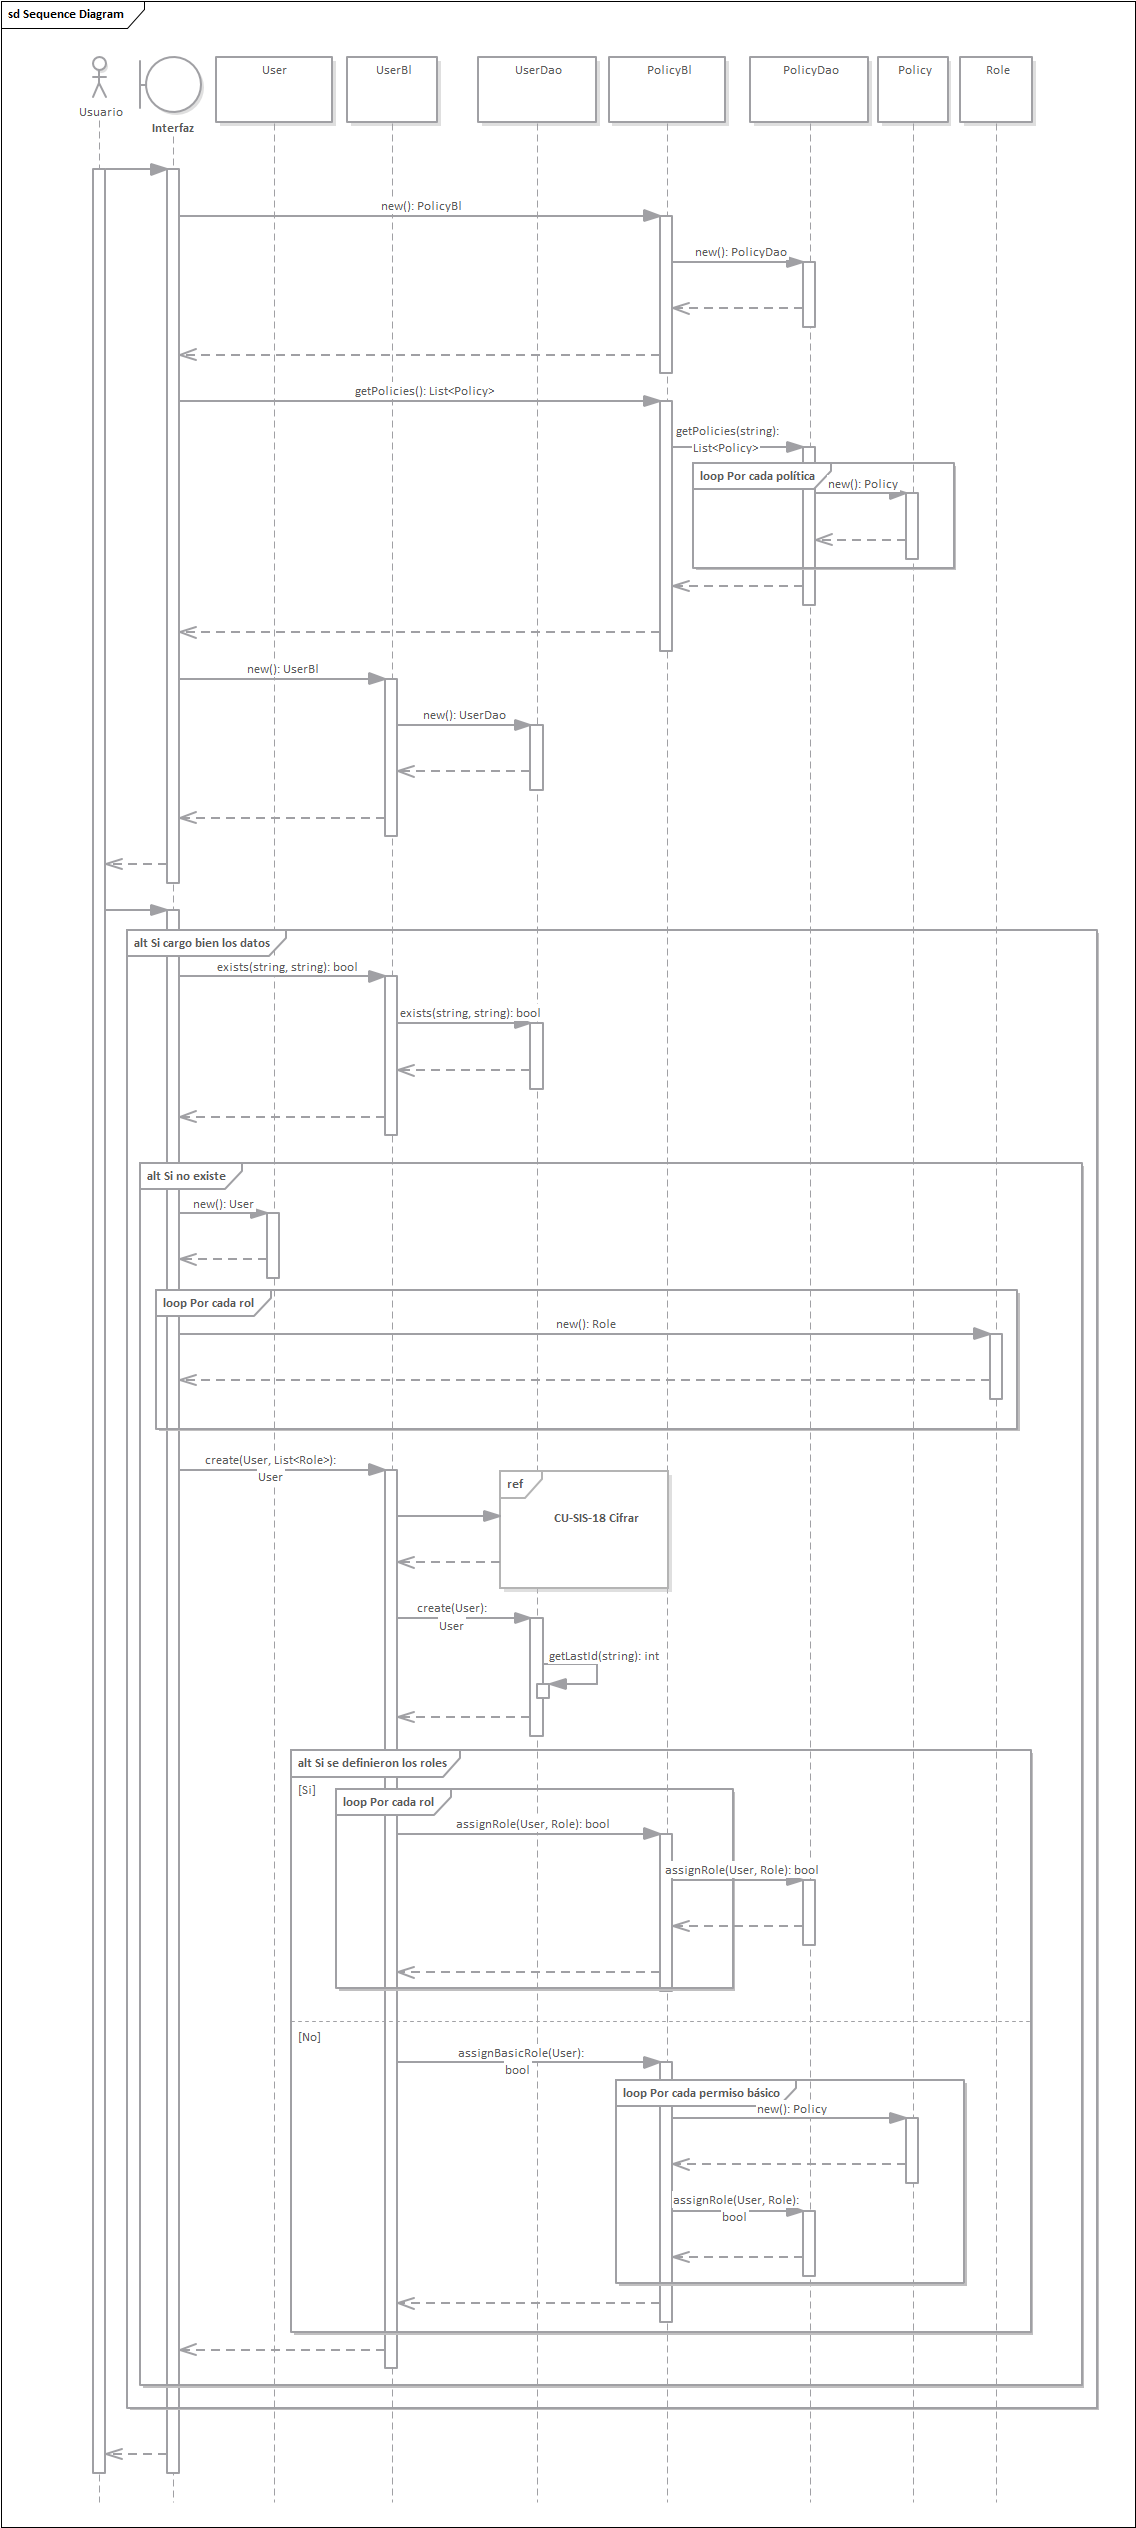 sd Sequence Diagram
Usuario
Interfaz
User
UserBl
UserDao
PolicyBl
PolicyDao
Policy
Role
new(): PolicyBl
new(): PolicyDao
getPolicies(): List<Policy>
getPolicies(string):
List<Policy>
loop Por cada política
new(): Policy
new(): UserBl
new(): UserDao
alt Si cargo bien los datos
exists(string, string): bool
exists(string, string): bool
alt Si no existe
new(): User
loop Por cada rol
new(): Role
create(User, List<Role>):
User
ref
CU-SIS-18 Cifrar
create(User):
User
getLastId(string): int
alt Si se definieron los roles
[Si]
loop Por cada rol
assignRole(User, Role): bool
assignRole(User, Role): bool
[No]
assignBasicRole(User):
bool
loop Por cada permiso básico
new(): Policy
assignRole(User, Role):
bool